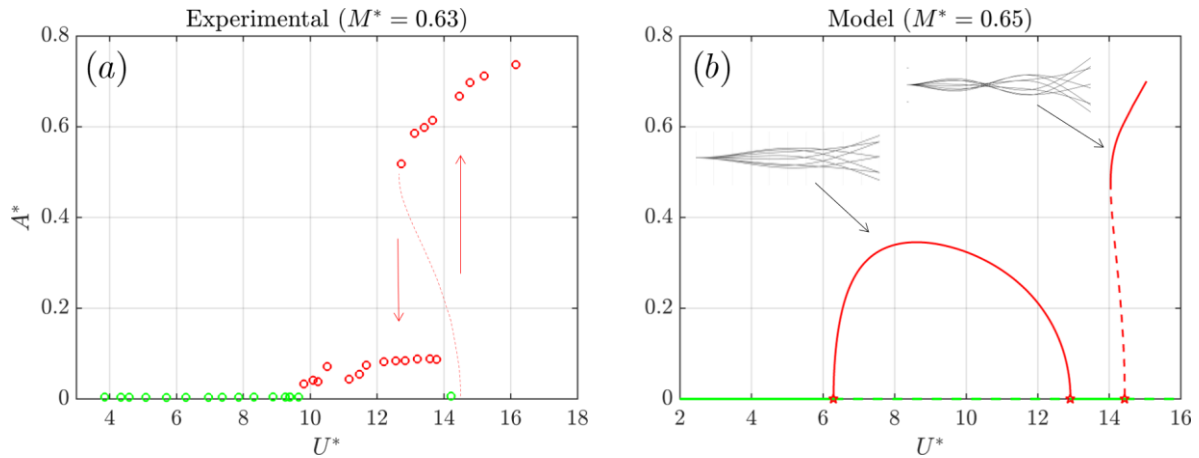 Experimental (M* = 0.63)
(a)
0.8
0.6
0.4
0.2
0
A*
4 6 8 10 12 14 16 18
U*
Model (M* = 0.65)
(b)
0.8
0.6
0.4
0.2
0
2 4 6 8 10 12 14 16
U*